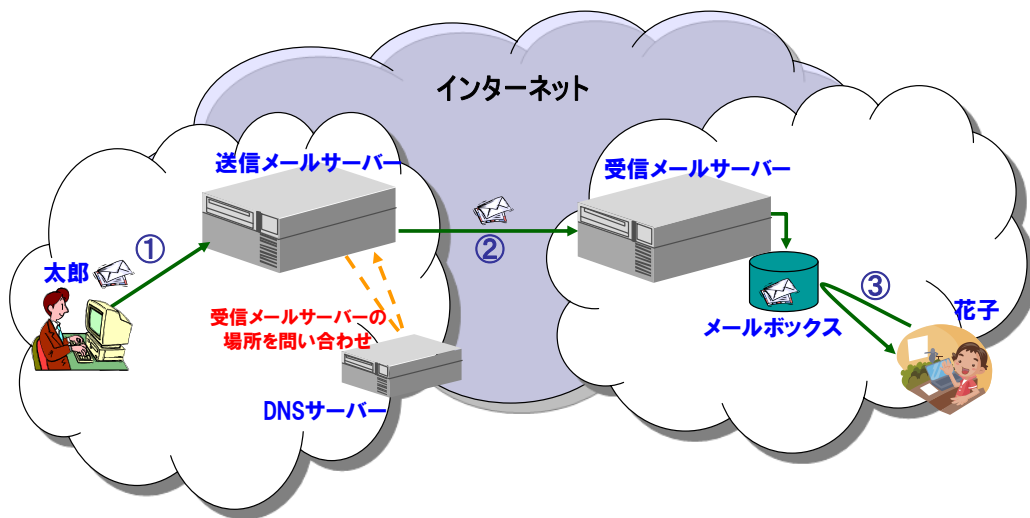 インターネット
送信メールサーバー
受信メールサーバー
①
②
太郎
受信メールサーバーの
場所を問い合わせ
DNSサーバー
メールボックス
③
花子